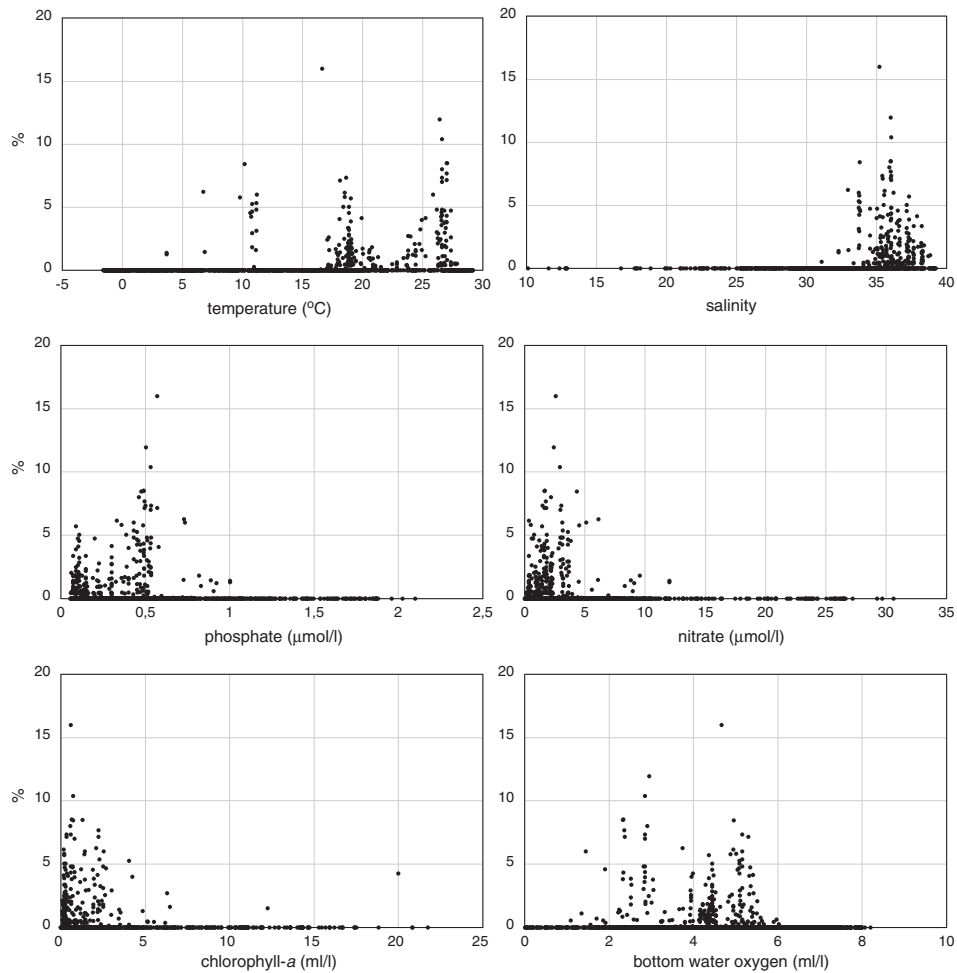 20
15
10
5
0
%
-5 0 5 10 15 20 25 30
temperature (°C)
20
15
10
5
0
10 15 20 25 30 35 40
salinity
20
15
10
5
0
%
0 0,5 1 1,5 2 2,5
phosphate (µmol/l)
20
15
10
5
0
0 5 10 15 20 25 30 35
nitrate (µmol/l)
20
15
10
5
0
%
0 5 10 15 20 25
chlorophyll-a (ml/l)
20
15
10
5
0
0 2 4 6 8 10
bottom water oxygen (ml/l)